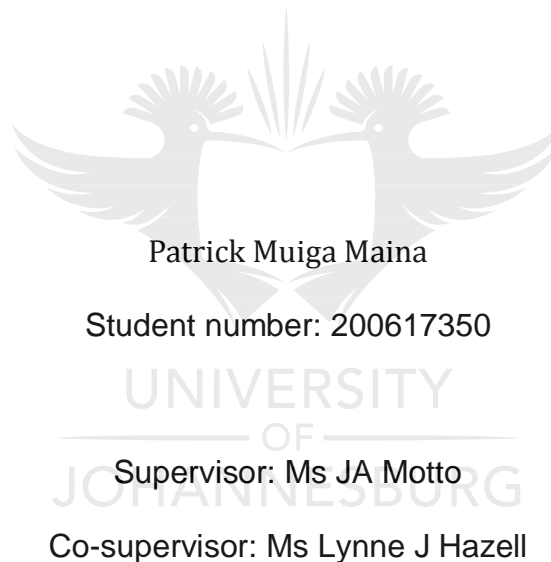 Patrick Muiga Maina
Student number: 200617350
UNIVERSITY
OF
Supervisor: Ms JA Motto
JOHANNESBURG
Co-supervisor: Ms Lynne J Hazell